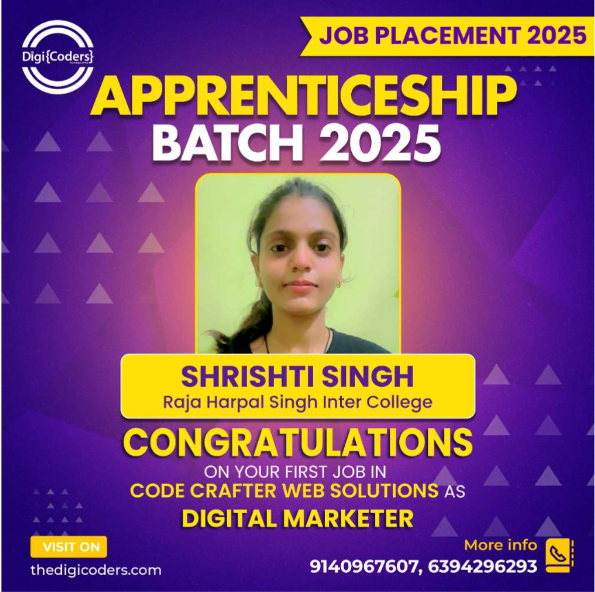 JOB PLACEMENT 2025
Digi{Coders}
APPRENTICESHIP
BATCH 2025
SHRISHTI SINGH
Raja Harpal Singh Inter College
CONGRATULATIONS
ON YOUR FIRST JOB IN
CODE CRAFTER WEB SOLUTIONS AS
DIGITAL MARKETER
VISIT ON
thedigicoders.com
More info
9140967607, 6394296293